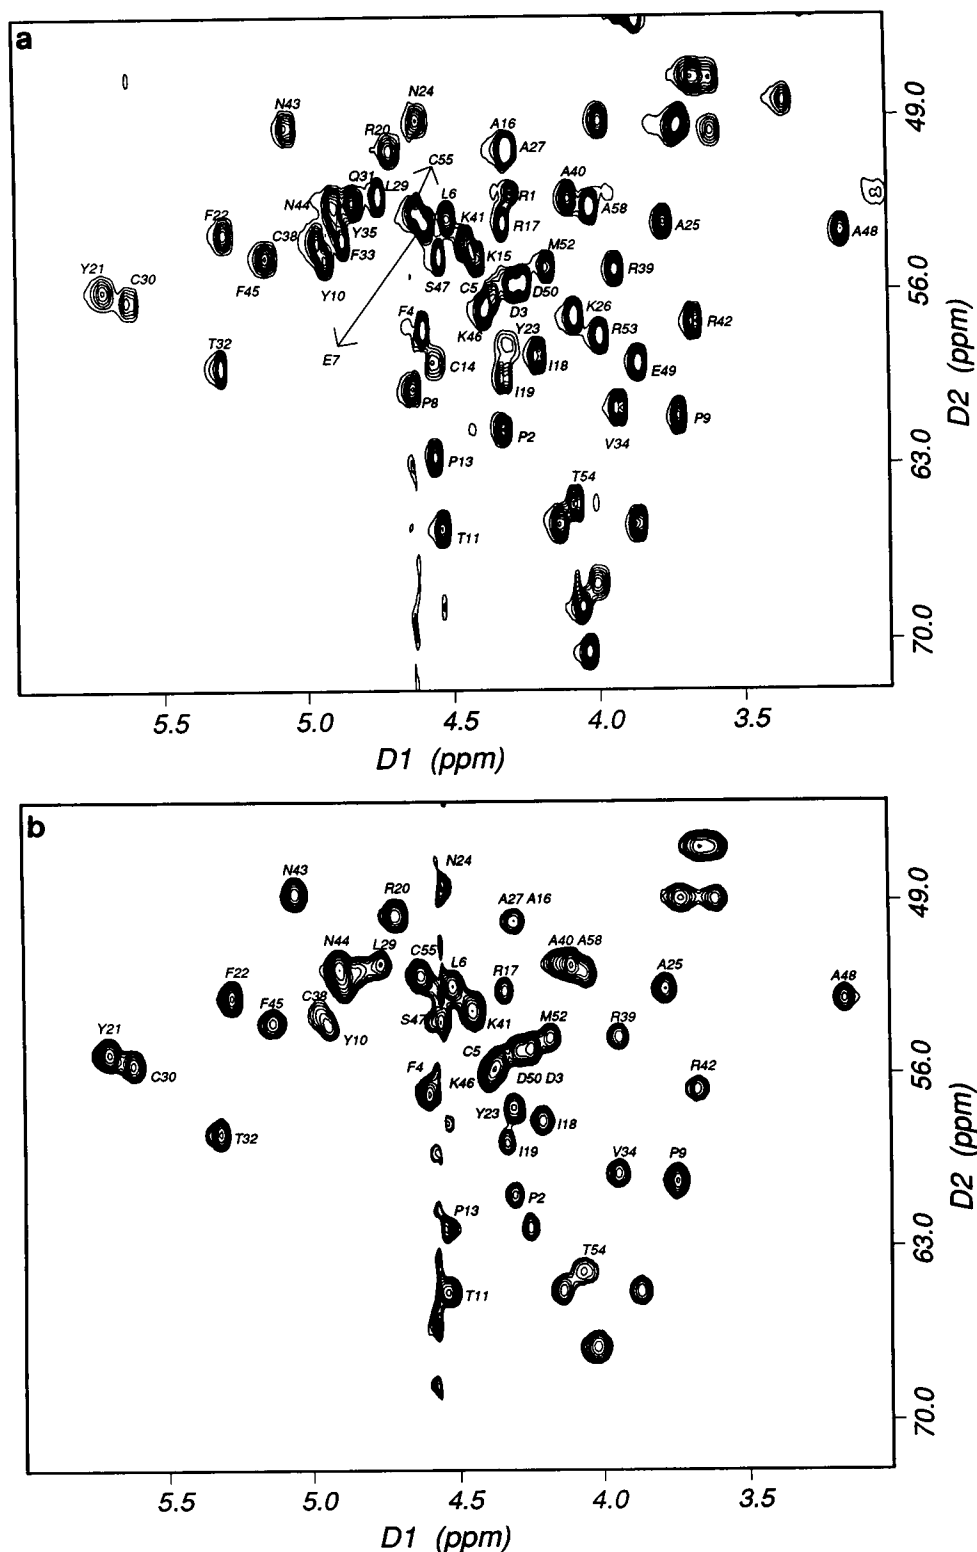 a
N43
N24
R20
A16
A27
49.0
C55
Q31
L29
L6
R1
A40
A58
N44
F22
C38
Y35
K41
R17
A25
A48
F33
M52
K15
Y21
C30
F45
Y10
S47
C5
D50
R39
56.0
D3
K26
F4
K46
Y23
R53
R42
T32
E7
C14
I18
E49
I19
P8
P2
V34
P9
P13
63.0
T54
T11
70.0
D2 (ppm)
5.5 5.0 4.5 4.0 3.5
D1 (ppm)
b
N24
N43
R20
A27 A16
49.0
N44
L29
C55
L6
A40 A58
F22
R17
A25
A48
F45
C38
S47
K41
M52
R39
Y21
Y10
C5
C30
F4
K46
D50 D3
R42
56.0
Y23
T32
I18
I19
V34
P9
P2
P13
63.0
T54
T11
70.0
D2 (ppm)
5.5 5.0 4.5 4.0 3.5
D1 (ppm)